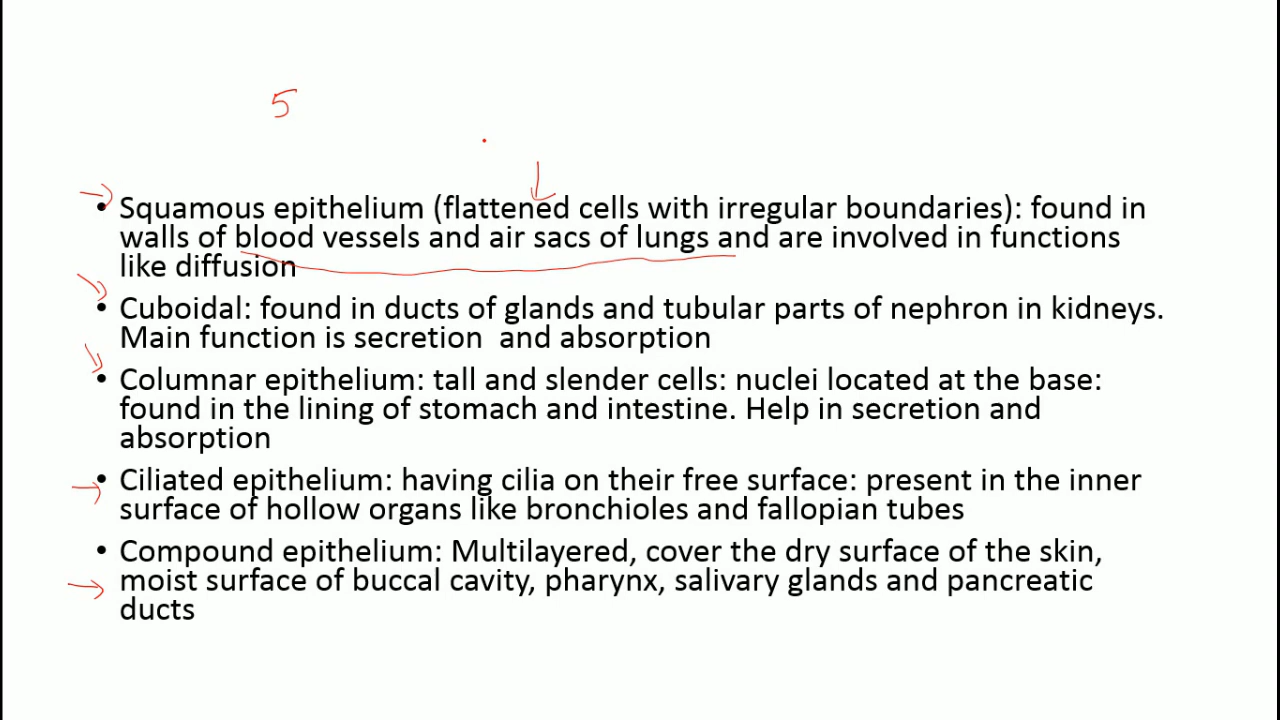 5
• Squamous epithelium (flattened cells with irregular boundaries): found in
walls of blood vessels and air sacs of lungs and are involved in functions
like diffusion
• Cuboidal: found in ducts of glands and tubular parts of nephron in kidneys.
Main function is secretion  and absorption
• Columnar epithelium: tall and slender cells: nuclei located at the base:
found in the lining of stomach and intestine. Help in secretion and
absorption
• Ciliated epithelium: having cilia on their free surface: present in the inner
surface of hollow organs like bronchioles and fallopian tubes
• Compound epithelium: Multilayered, cover the dry surface of the skin,
moist surface of buccal cavity, pharynx, salivary glands and pancreatic
ducts